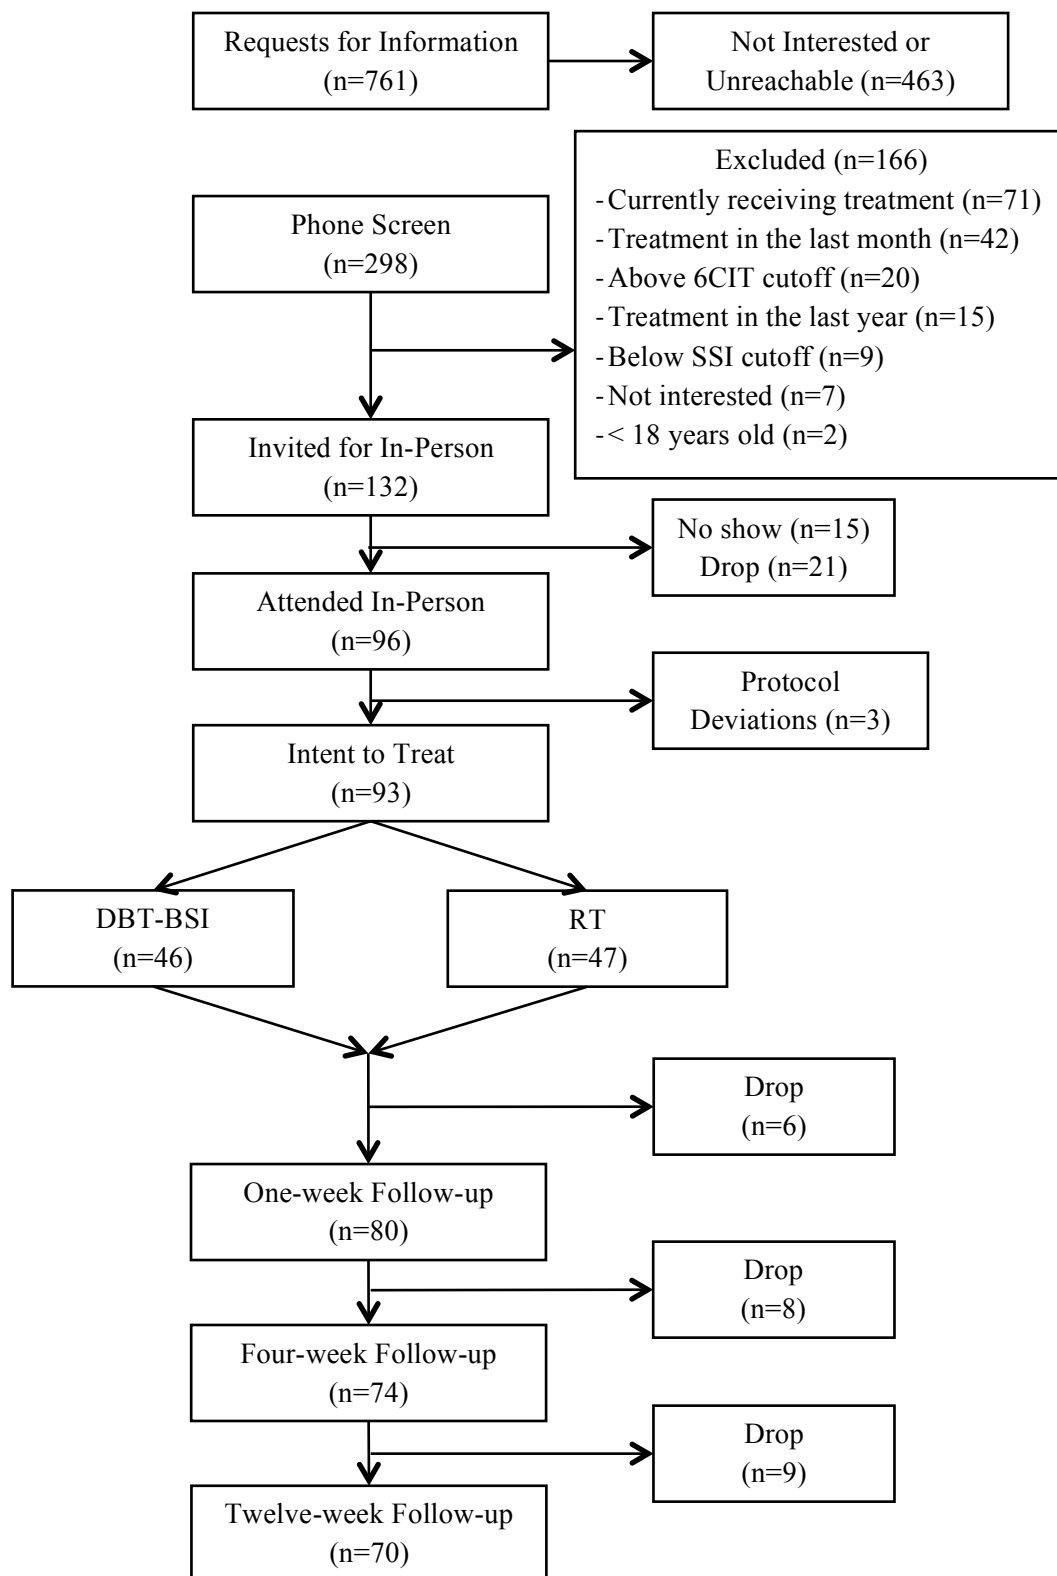 Requests for Information
(n=761)
Not Interested or
Unreachable (n=463)
Excluded (n=166)
-Currently receiving treatment (n=71)
-Treatment in the last month (n=42)
-Above 6CIT cutoff (n=20)
-Treatment in the last year (n=15)
-Below SSI cutoff (n=9)
-Not interested (n=7)
-< 18 years old (n=2)
Phone Screen
(n=298)
Invited for In-Person
(n=132)
No show (n=15)
Drop (n=21)
Attended In-Person
(n=96)
Protocol
Deviations (n=3)
Intent to Treat
(n=93)
DBT-BSI
(n=46)
RT
(n=47)
Drop
(n=6)
One-week Follow-up
(n=80)
Drop
(n=8)
Four-week Follow-up
(n=74)
Drop
(n=9)
Twelve-week Follow-up
(n=70)